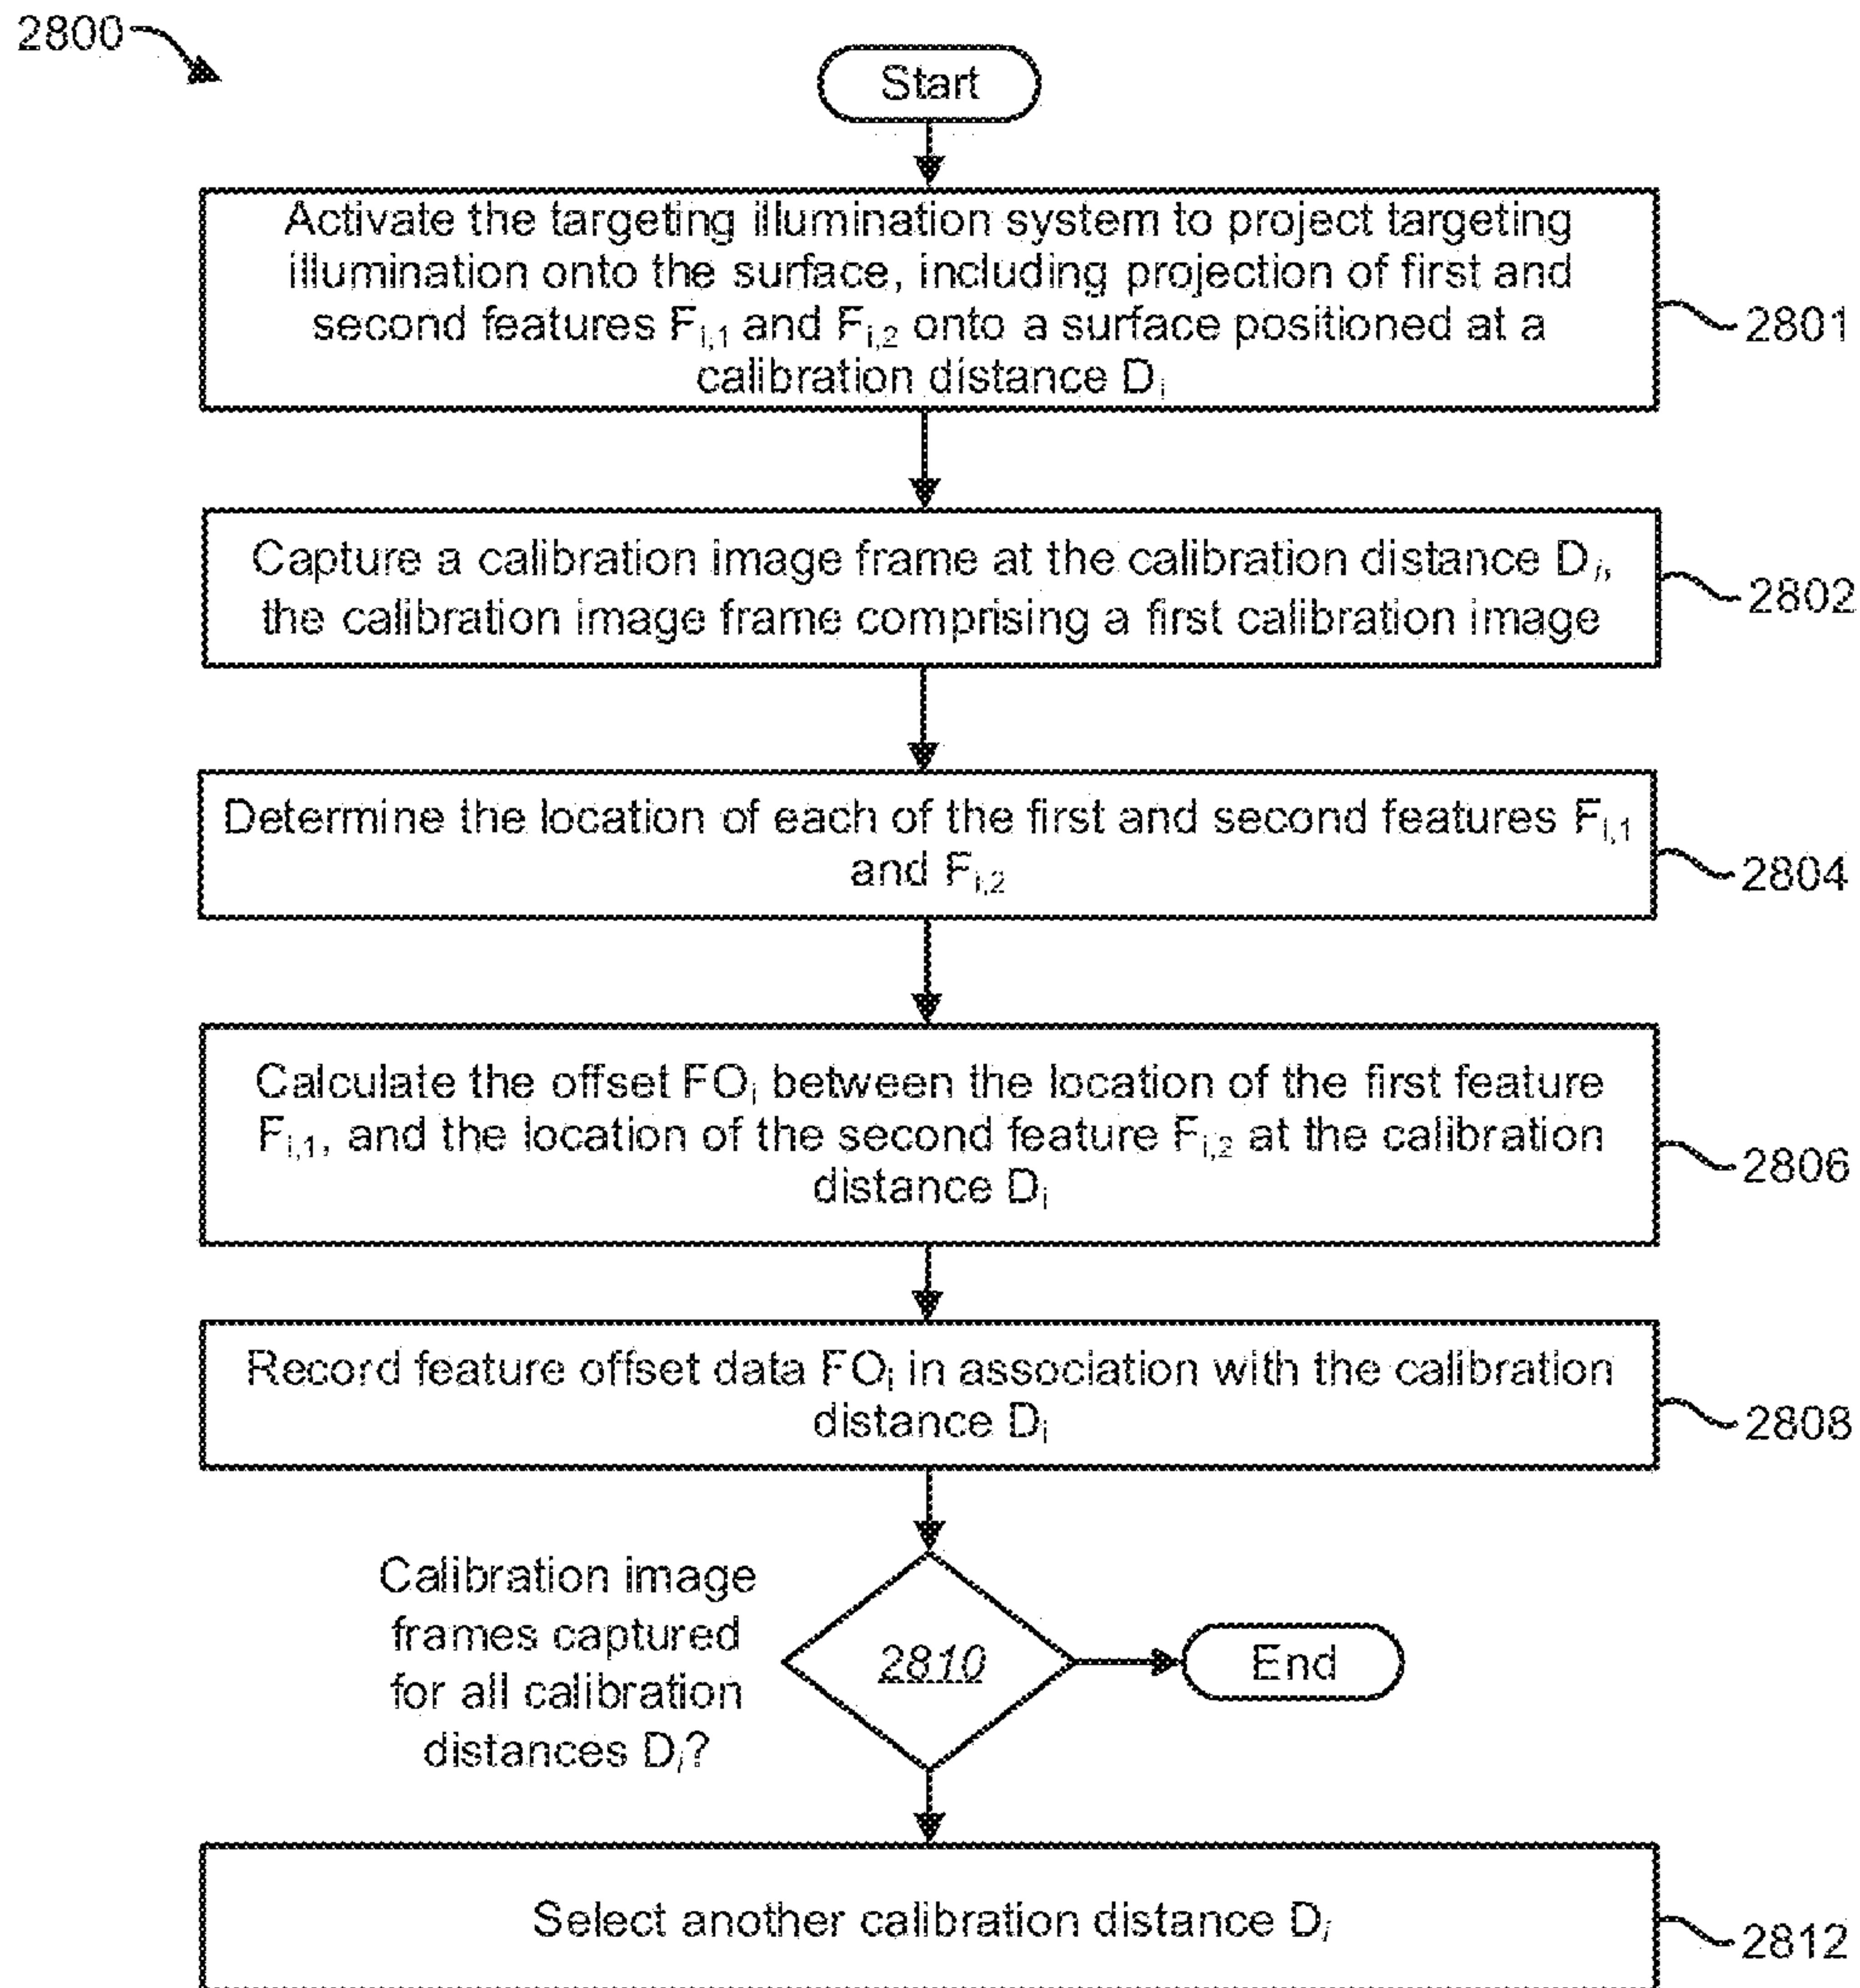 2800
Start
Activate the targeting illumination system to project targeting
illumination onto the surface, including projection of first and
second features Fi,1 and Fi,2 onto a surface positioned at a
calibration distance Di
2801
Capture a calibration image frame at the calibration distance Di,
the calibration image frame comprising a first calibration image
2802
Determine the location of each of the first and second features Fi,1
and Fi,2
2804
Calculate the offset FOi between the location of the first feature
Fi,1, and the location of the second feature Fi,2 at the calibration
distance Di
2806
Record feature offset data FOi in association with the calibration
distance Di
2808
Calibration image
frames captured
for all calibration
distances Di?
2810
End
Select another calibration distance Di
2812